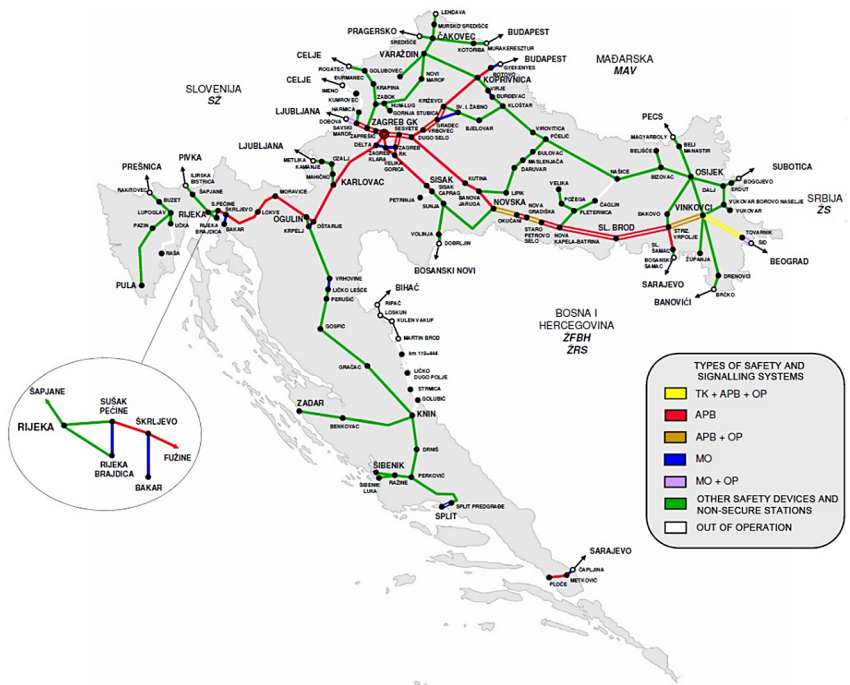 LENDAVA
MURSKO SREDIŠĆE
PRAGERSKO
ČAKOVEC
SREDIŠČE
KOTORIBA
MURAKERESZTUR
BUDAPEST
VARAŽDIN
CELJE
ROGATEC
GOLUBOVEC
ĐURMANEC
NOVI
MAROF
KOPRIVNICA
GYEKENYES
BOTOVO
BUDAPEST
MAĐARSKA
MAV
SLOVENIJA
SŽ
CELJE
IMENO
KRAPINA
KUMROVEC
ZABOK
HUM-LUG
GORNJA STUBICA
HARMICA
KRIŽEVCI
VIRJE
ĐURĐEVAC
KLOŠTAR
SV. I. ŽABNO
LJUBLJANA
DOBOVA
SAVSKI
MAROF
ZAPREŠIĆ
ZAGREB GK
SESVETE
GRADEC
VRBOVEC
DUGO SELO
BJELOVAR
VIROVITICA
PČELIĆ
PECS
MAGYARBOLY
BELI
MANASTIR
DELTA
ZAGREB
KLARA
ZAGREB
RK
VELIKA
GORICA
LJUBLJANA
METLIKA
OZALJ
KAMANJE
MAHIČNO
KARLOVAC
ĐULOVAC
MASLENJAČA
DARUVAR
BELIŠĆE
OSIJEK
SUBOTICA
BIZOVAC
NAŠICE
DALJ
BOGOJEVO
ERDUT
SRBIJA
ŽS
PREŠNICA
PIVKA
ILIRSKA
BISTRICA
ŠAPJANE
RAKITOVEC
BUZET
LUPOGLAV
PAZIN
UČKA
RAŠA
PULA
RIJEKA
S.PEĆINE
ŠKRLJEVO
RIJEKA
BRAJDICA
BAKAR
LOKVE
MORAVICE
OGULIN
KRPELJ
OŠTARIJE
SISAK
PETRINJA
SISAK
CAPRAG
SUNJA
KUTINA
BANOVA
JARUGA
LIPIK
NOVSKA
OKUČANI
NOVA
GRADIŠKA
STARO
PETROVO
SELO
VELIKA
POŽEGA
ČAGLIN
PLETERNICA
NOVA
KAPELA-BATRINA
SL. BROD
ĐAKOVO
VINKOVCI
VUKOVAR BOROVO NASELJE
VUKOVAR
STRIZ.
VRPOLJE
TOVARNIK
ŠID
BEOGRAD
SL.
ŠAMAC
BOSANSKI
ŠAMAC
ŽUPANJA
DRENOVCI
SARAJEVO
BRČKO
BANOVIĆI
VOLINJA
DOBRLJIN
BOSANSKI NOVI
BIHAĆ
RIPAČ
LOSKUN
KULEN VAKUF
MARTIN BROD
km 119+444
LIČKO
DUGO POLJE
STRMICA
GOLUBIĆ
VRHOVINE
LIČKO LEŠĆE
PERUŠIĆ
GOSPIĆ
GRAČAC
ZADAR
BENKOVAC
KNIN
DRNIŠ
ŠIBENIK
ŠIBENIK
LUKA
RAŽINE
PERKOVIĆ
SPLIT PREDGRAĐE
SPLIT
SARAJEVO
ČAPLJINA
METKOVIĆ
PLOČE
BOSNA I
HERCEGOVINA
ŽFBH
ŽRS
ŠAPJANE
RIJEKA
SUŠAK
PEĆINE
ŠKRLJEVO
FUŽINE
RIJEKA
BRAJDICA
BAKAR
TYPES OF SAFETY AND
SIGNALLING SYSTEMS
TK + APB + OP
APB
APB + OP
MO
MO + OP
OTHER SAFETY DEVICES AND
NON-SECURE STATIONS
OUT OF OPERATION